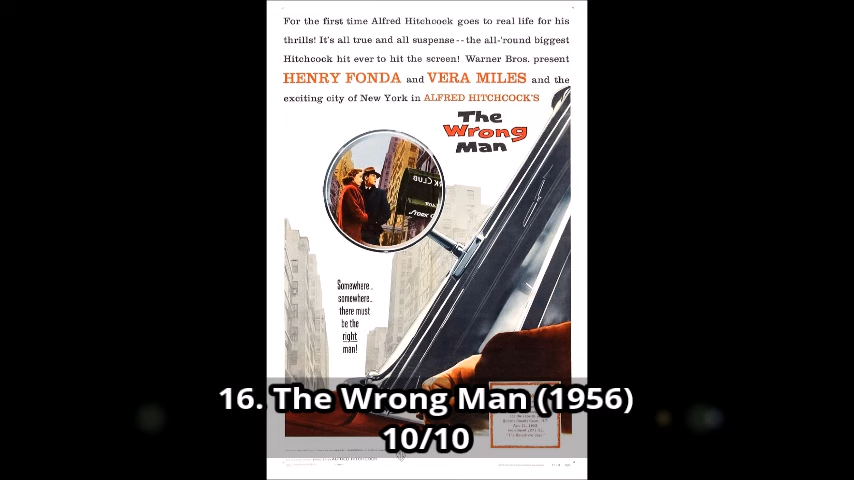 For the first time Alfred Hitchcock goes to real life for his
thrills! It's all true and all suspense--the all-'round biggest
Hitchcock hit ever to hit the screen! Warner Bros. present
HENRY FONDA and VERA MILES and the
exciting city of New York in ALFRED HITCHCOCK'S
The
Wrong
Man
Somewhere..
somewhere..
there must
be the
right
man!
16. The Wrong Man (1956)
10/10